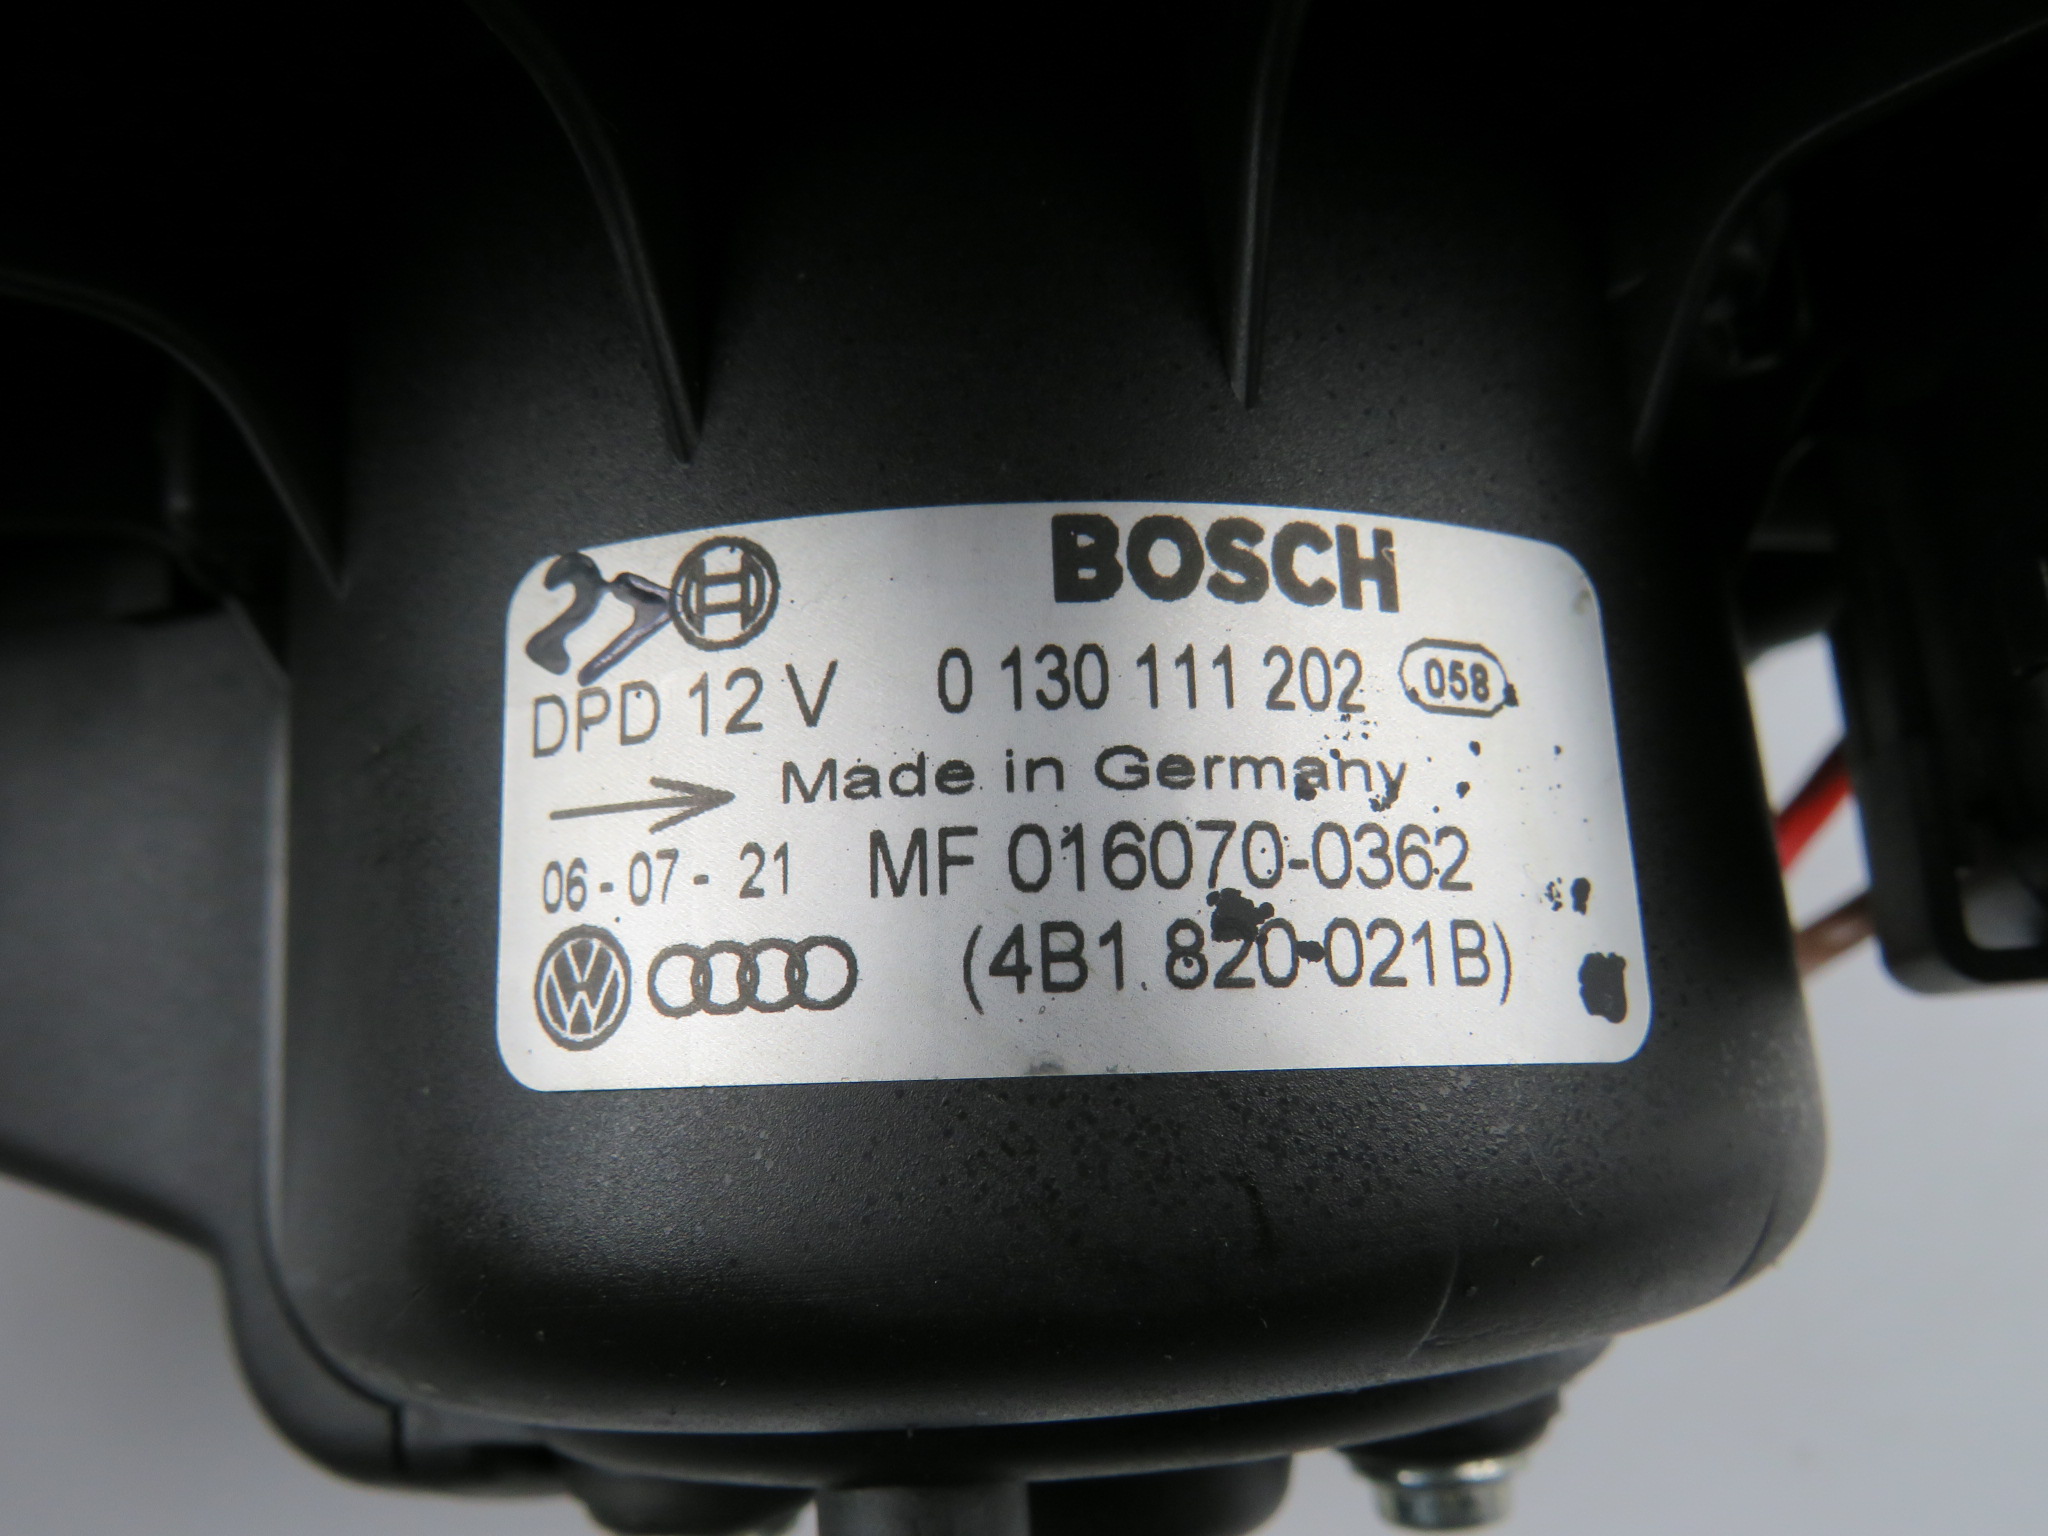 BOSCH
DPD 12 V 0 130 111 202 058
Made in Germany
06-07- 21 MF 016070-0362
(4B1.820-021B)